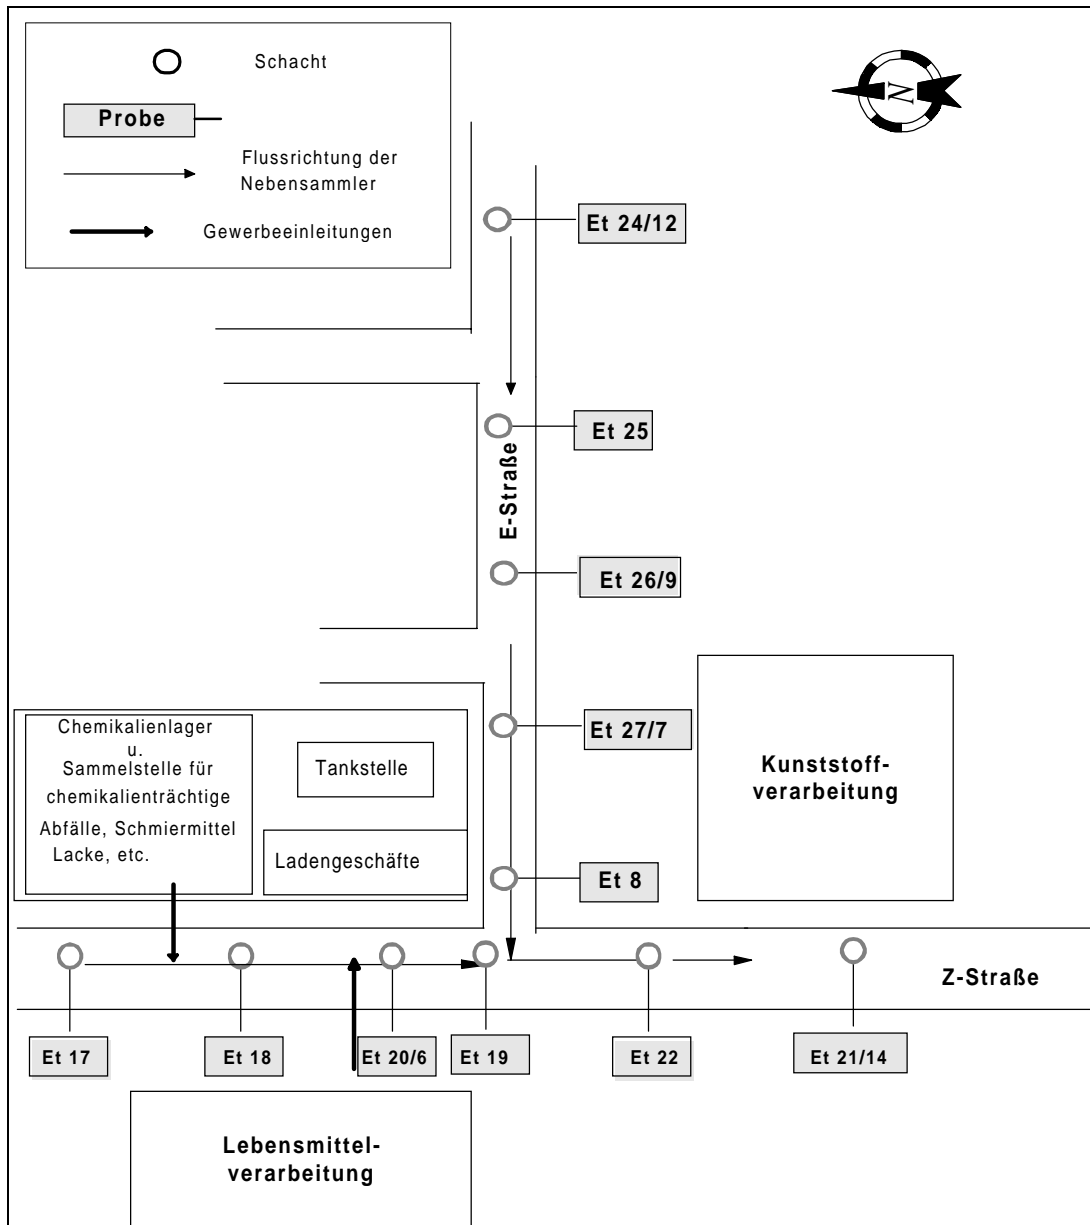 Schacht
Probe
Flussrichtung der
Nebensammler
Gewerbeeinleitungen
N
Et 24/12
Et 25
E-Straße
Et 26/9
Et 27/7
Chemikalienlager
u.
Sammelstelle für
chemikalienträchtige
Abfälle, Schmiermittel
Lacke, etc.
Tankstelle
Ladengeschäfte
Kunststoff-
verarbeitung
Et 8
Z-Straße
Et 17
Et 18
Et 20/6
Et 19
Et 22
Et 21/14
Lebensmittel-
verarbeitung